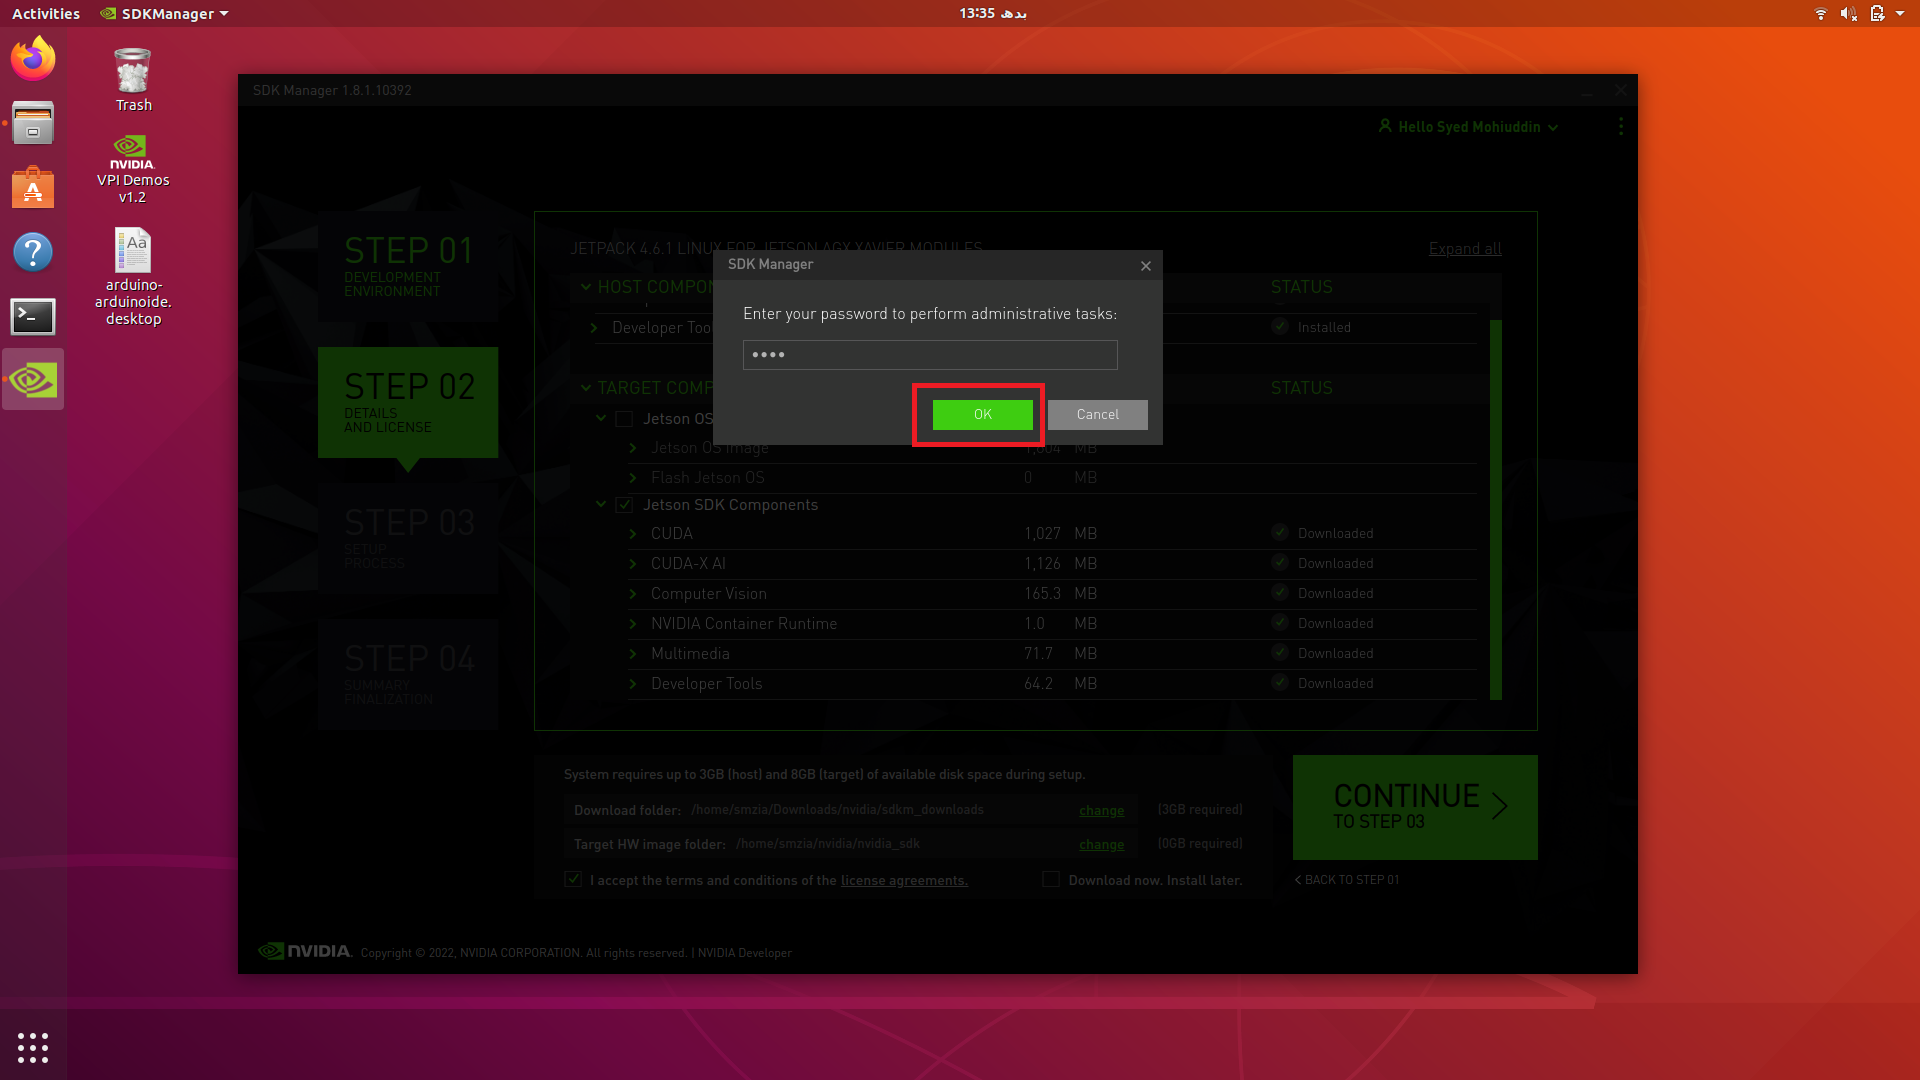 Activities
SDKManager
13:35 بدھ
Trash
NVIDIA.
VPI Demos
v1.2
Aa
arduino-
arduinoide.
desktop
SDK Manager 1.8.1.10392
Hello Syed Mohiuddin
STEP 01
DEVELOPMENT
ENVIRONMENT
STEP 02
DETAILS
AND LICENSE
STEP 03
SETUP
PROCESS
STEP 04
SUMMARY
FINALIZATION
JETPACK 4.6.1 LINUX FOR JETSON AGX XAVIER MODULES
Expand all
HOST COMPON
STATUS
Developer Too
Installed
SDK Manager
Enter your password to perform administrative tasks:
••••
OK
Cancel
TARGET COMP
STATUS
Jetson OS
Jetson OS image
1,804 MB
Flash Jetson OS
0 MB
Jetson SDK Components
CUDA 1,027 MB Downloaded
CUDA-X AI 1,126 MB Downloaded
Computer Vision 165.3 MB Downloaded
NVIDIA Container Runtime 1.0 MB Downloaded
Multimedia 71.7 MB Downloaded
Developer Tools 64.2 MB Downloaded
System requires up to 3GB (host) and 8GB (target) of available disk space during setup.
Download folder: /home/smzia/Downloads/nvidia/sdkm_downloads change (3GB required)
Target HW image folder: /home/smzia/nvidia/nvidia_sdk change (0GB required)
I accept the terms and conditions of the license agreements.
Download now. Install later.
CONTINUE
TO STEP 03
BACK TO STEP 01
NVIDIA. Copyright © 2022, NVIDIA CORPORATION. All rights reserved. | NVIDIA Developer